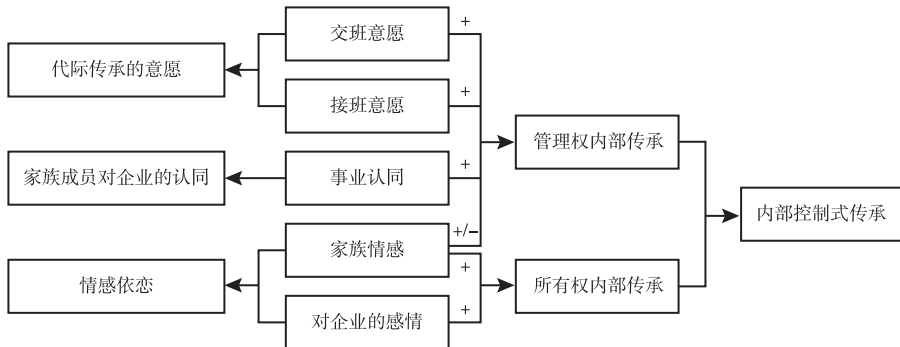 交班意愿
+
代际传承的意愿
接班意愿
+
管理权内部传承
家族成员对企业的认同
事业认同
+
内部控制式传承
家族情感
+/−
+
情感依恋
所有权内部传承
对企业的感情
+